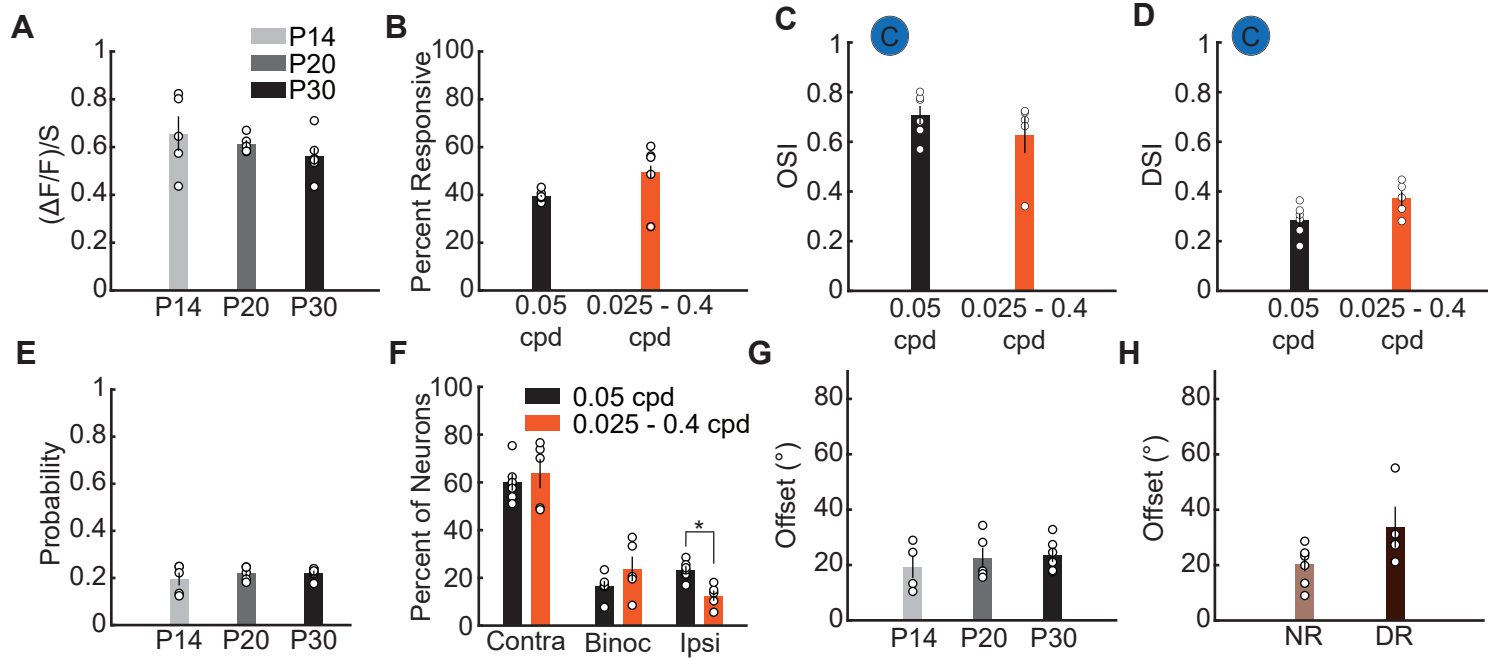 A
(ΔF/F)/S
1
0.8
0.6
0.4
0.2
0
P14
P20
P30
P14 P20 P30
B
Percent Responsive
100
80
60
40
20
0
0.05 0.025 - 0.4
cpd cpd
C
C
OSI
1
0.8
0.6
0.4
0.2
0
0.05 0.025 - 0.4
cpd cpd
D
C
DSI
1
0.8
0.6
0.4
0.2
0
0.05 0.025 - 0.4
cpd cpd
E
Probability
1
0.8
0.6
0.4
0.2
0
P14 P20 P30
F
Percent of Neurons
100
80
60
40
20
0
0.05 cpd
0.025 - 0.4 cpd
*
Contra Binoc Ipsi
G
Offset (°)
80
60
40
20
0
P14 P20 P30
H
Offset (°)
80
60
40
20
0
NR DR